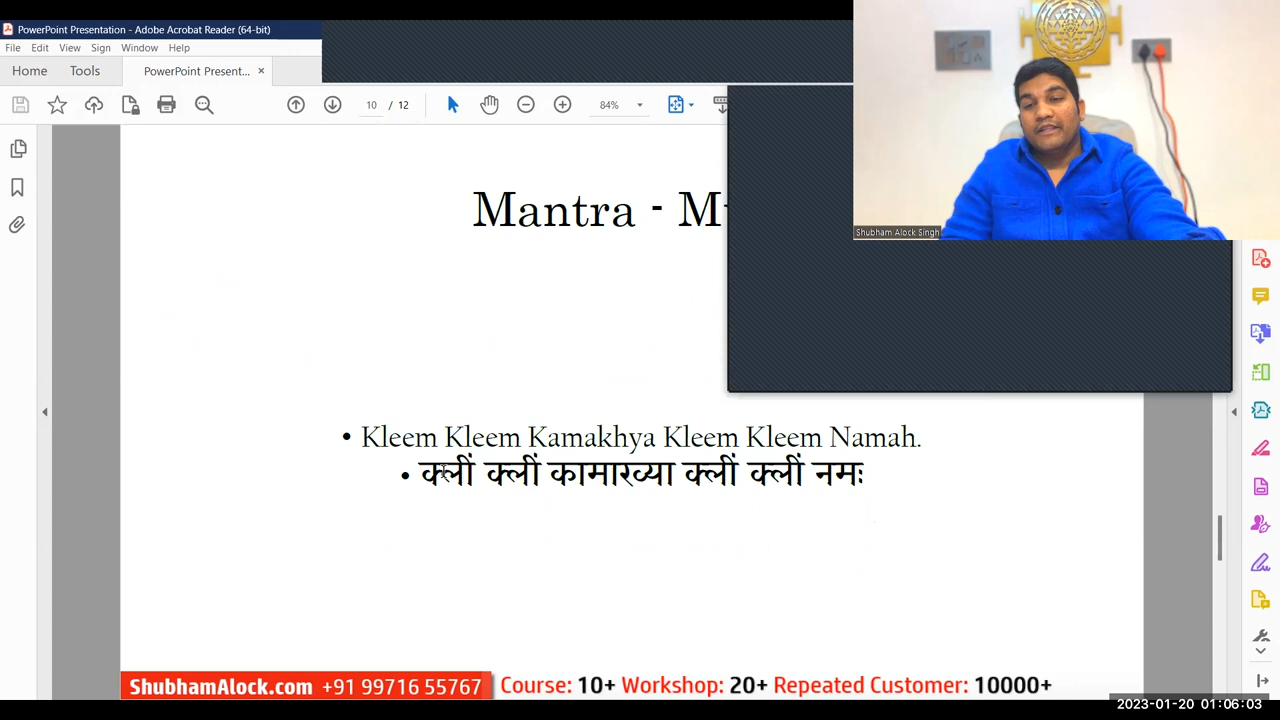 PowerPoint Presentation - Adobe Acrobat Reader (64-bit)
File Edit View Sign Window Help
Home Tools PowerPoint Present... ×
10 / 12 84%
Shubham Alock Singh
Mantra -
• Kleem Kleem Kamakhya Kleem Kleem Namah.
• क्लीं क्लीं कामाख्या क्लीं क्लीं नमः
ShubhamAlock.com +91 99716 55767 Course: 10+ Workshop: 20+ Repeated Customer: 10000+
2023-01-20 01:06:03